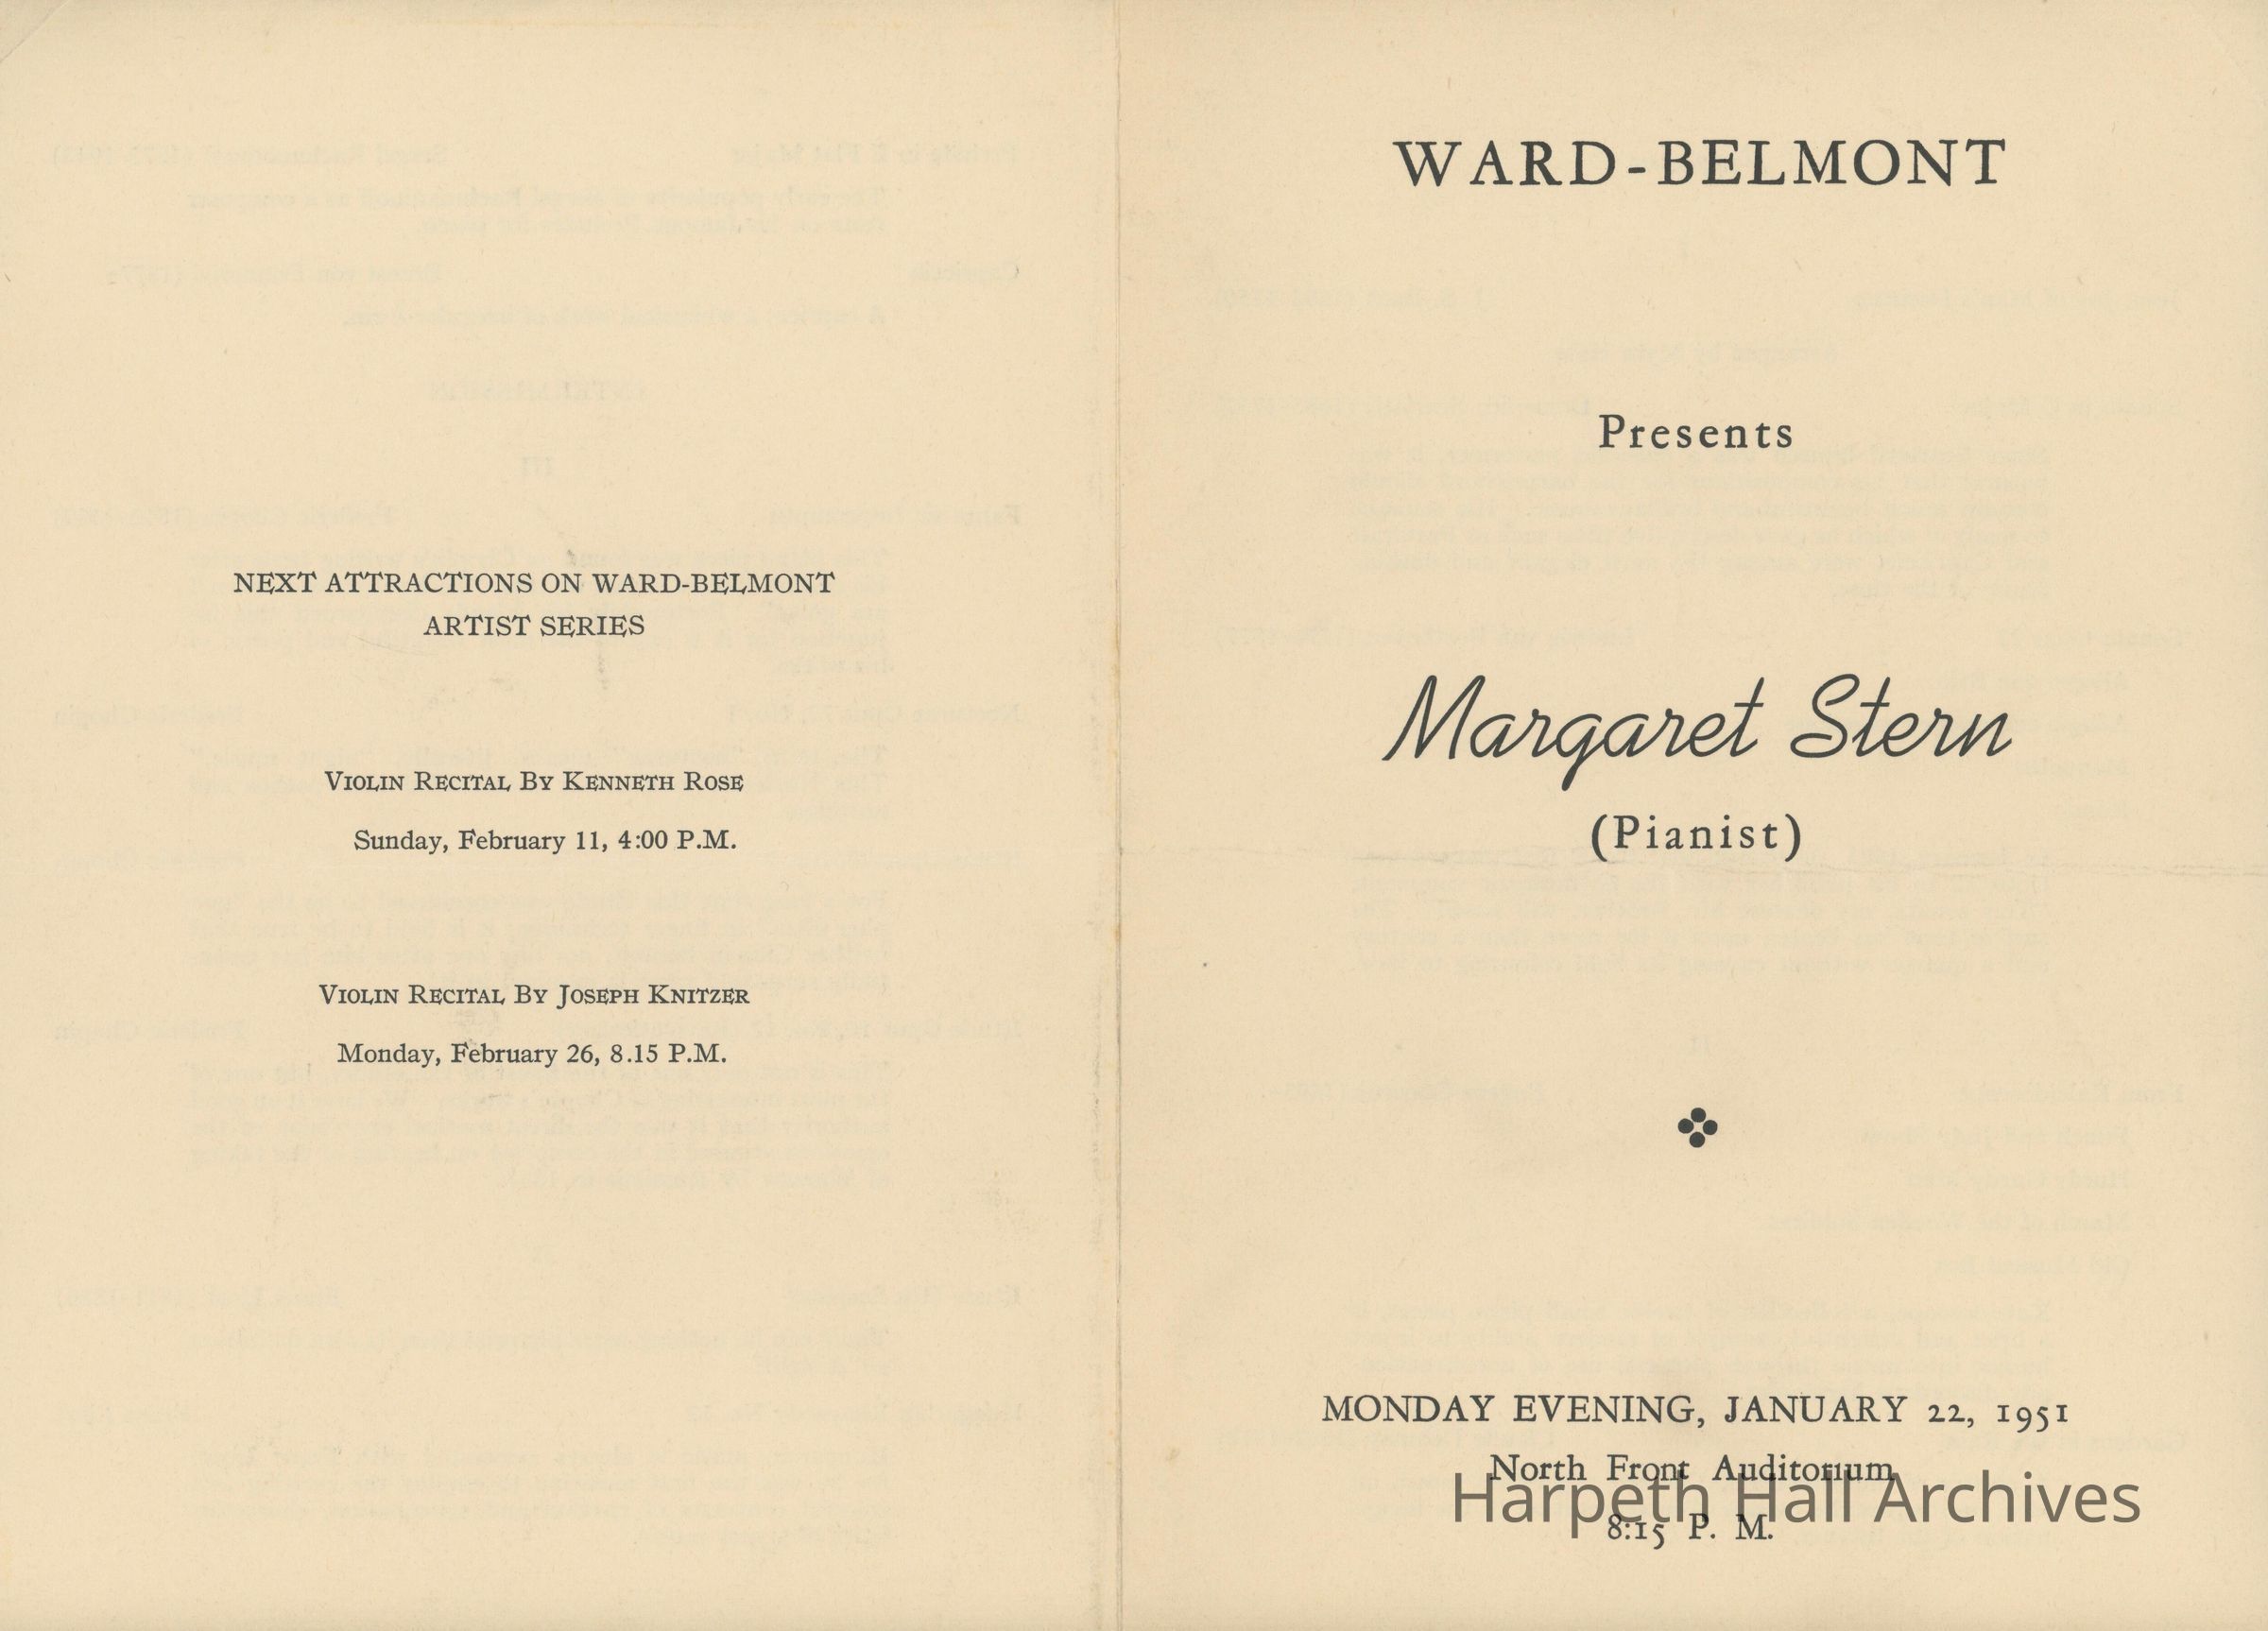 NEXT ATTRACTIONS ON WARD-BELMONT
ARTIST SERIES
VIOLIN RECITAL BY KENNETH ROSE
Sunday, February 11, 4:00 P.M.
VIOLIN RECITAL BY JOSEPH KNITZER
Monday, February 26, 8.15 P.M.
WARD-BELMONT
Presents
Margaret Stern
(Pianist)
MONDAY EVENING, JANUARY 22, 1951
North Front Auditorium
Harpeth Hall Archives
8:15 P. M.